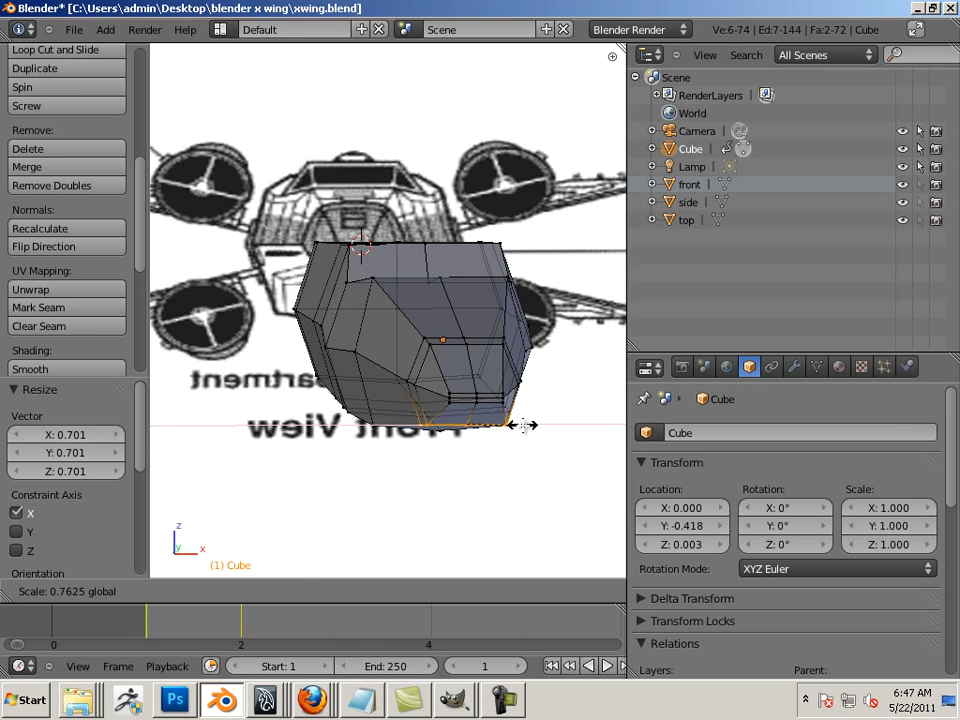 Blender* [C:\Users\admin\Desktop\blender x wing\xwing.blend]
File Add Render Help Default Scene Blender Render Ve:6-74 | Ed:7-144 | Fa:2-72 | Cube
Loop Cut and Slide
Duplicate
Spin
Screw
Remove:
Delete
Merge
Remove Doubles
Normals:
Recalculate
Flip Direction
UV Mapping:
Unwrap
Mark Seam
Clear Seam
Shading:
Smooth
Resize
Vector
X: 0.701
Y: 0.701
Z: 0.701
Constraint Axis
X
Y
Z
Orientation
Front View
z
y x
(1) Cube
Scale: 0.7625 global
View Search All Scenes
Scene
RenderLayers |
World
Camera |
Cube |
Lamp |
front |
side |
top |
Cube
Cube
Transform
Location: Rotation: Scale:
X: 0.000 X: 0° X: 1.000
Y: -0.418 Y: 0° Y: 1.000
Z: 0.003 Z: 0° Z: 1.000
Rotation Mode: XYZ Euler
Delta Transform
Transform Locks
Relations
Layers: Parent:
0 2 4
View Frame Playback Start: 1 End: 250 1
Start Ps 6:47 AM
5/22/2011